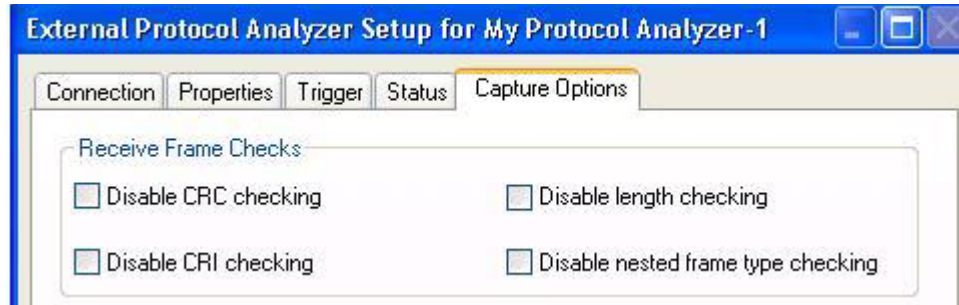 External Protocol Analyzer Setup for My Protocol Analyzer-1
Connection Properties Trigger Status Capture Options
Receive Frame Checks
Disable CRC checking Disable length checking
Disable CRI checking Disable nested frame type checking